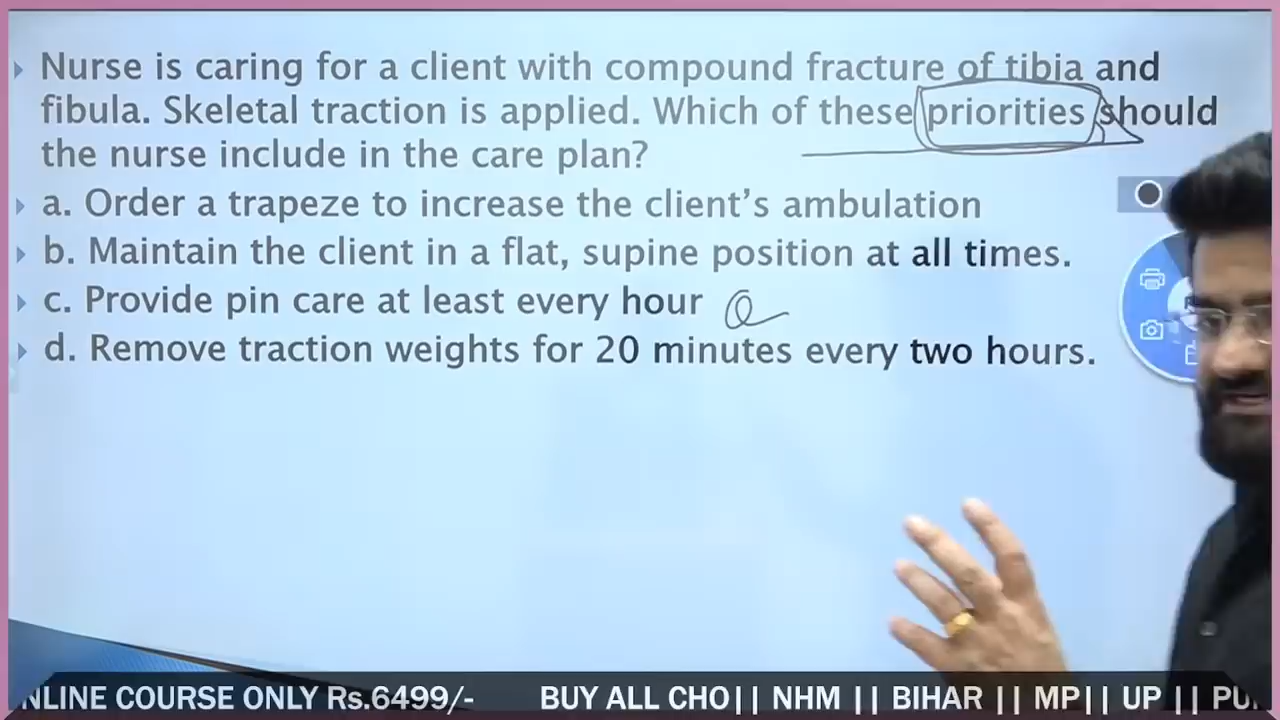 Nurse is caring for a client with compound fracture of tibia and
fibula. Skeletal traction is applied. Which of these priorities should
the nurse include in the care plan?
a. Order a trapeze to increase the client’s ambulation
b. Maintain the client in a flat, supine position at all times.
c. Provide pin care at least every hour
d. Remove traction weights for 20 minutes every two hours.
NLINE COURSE ONLY Rs.6499/- BUY ALL CHO|| NHM || BIHAR || MP|| UP ||